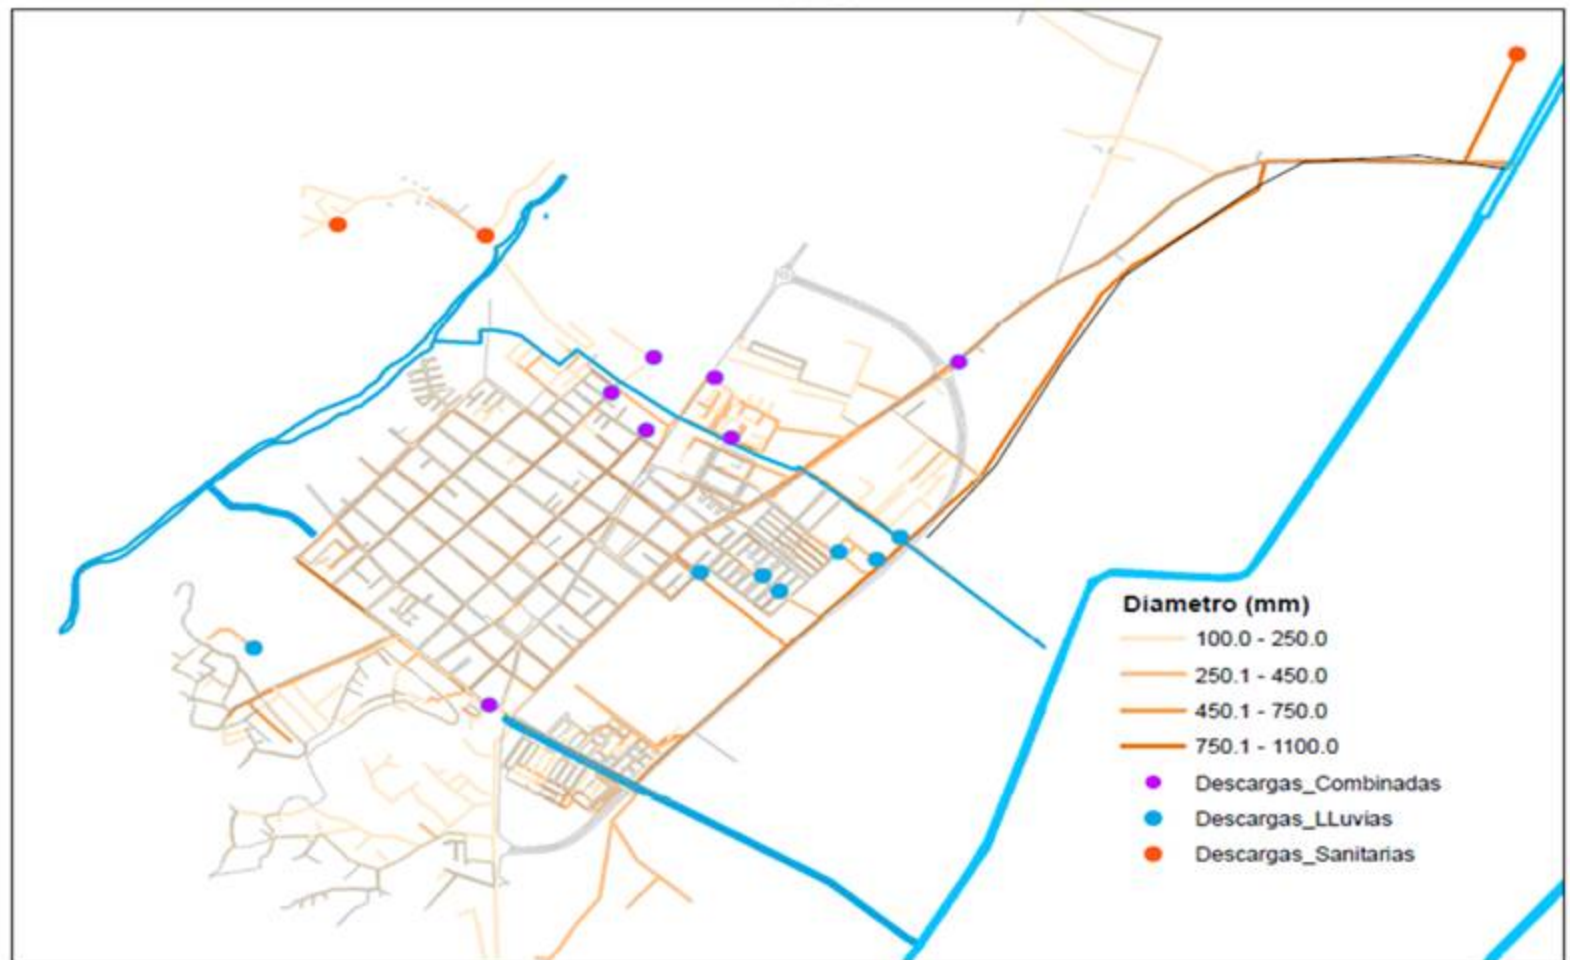 Diametro (mm)
100.0 - 250.0
250.1 - 450.0
450.1 - 750.0
750.1 - 1100.0
Descargas_Combinadas
Descargas_LLuvias
Descargas_Sanitarias